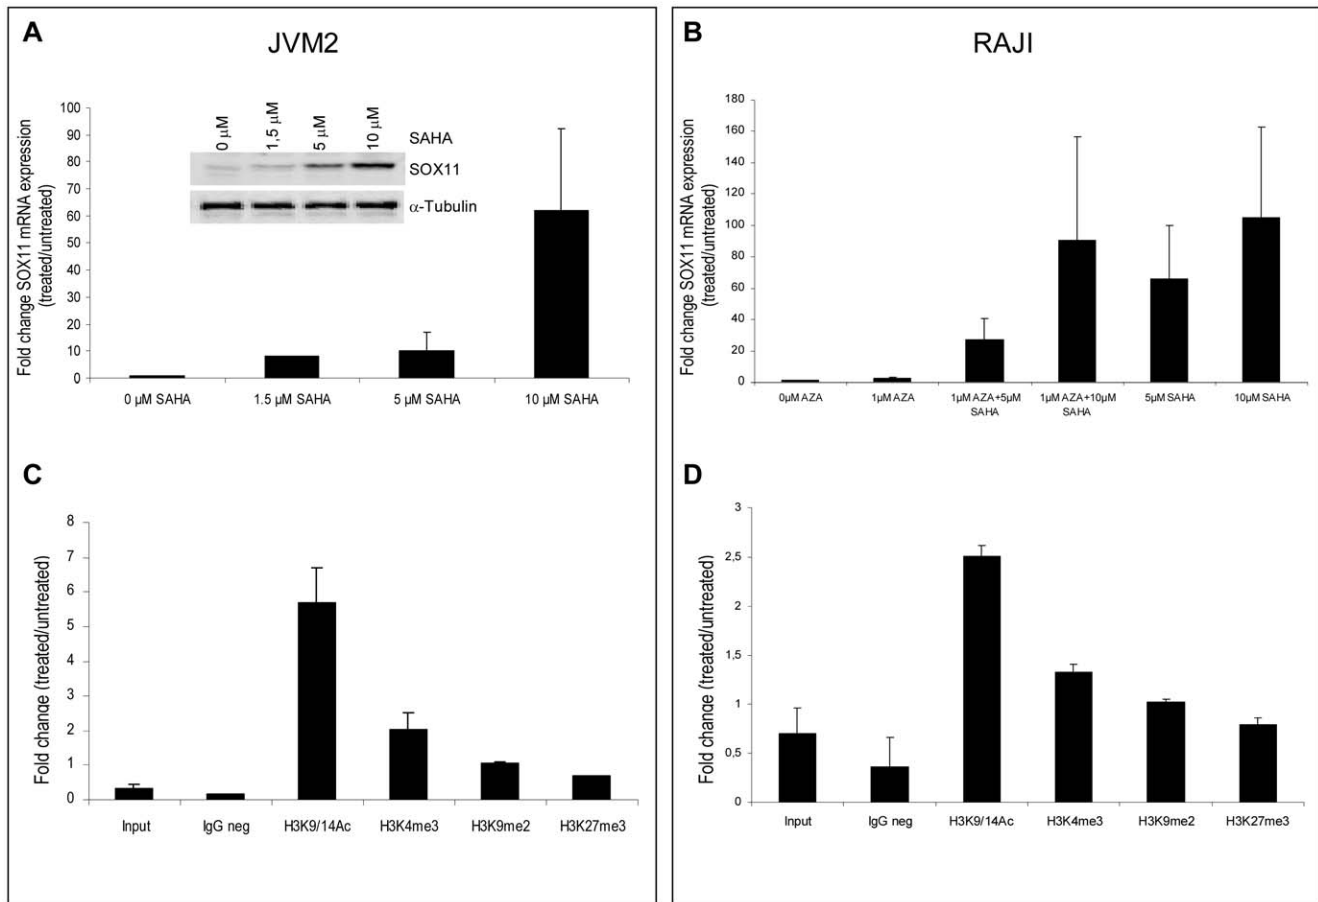 A
JVM2
Fold change SOX11 mRNA expression
(treated/untreated)
100
90
80
70
60
50
40
30
20
10
0
0 µM
1,5 µM
5 µM
10 µM
SAHA
SOX11
α-Tubulin
0 µM SAHA
1.5 µM SAHA
5 µM SAHA
10 µM SAHA
B
RAJI
Fold change SOX11 mRNA expression
(treated/untreated)
180
160
140
120
100
80
60
40
20
0
0µM AZA
1µM AZA
1µM AZA+5µM
SAHA
1µM AZA+10µM
SAHA
5µM SAHA
10µM SAHA
C
Fold change (treated/untreated)
8
7
6
5
4
3
2
1
0
Input
IgG neg
H3K9/14Ac
H3K4me3
H3K9me2
H3K27me3
D
Fold change (treated/untreated)
3
2,5
2
1,5
1
0,5
0
Input
IgG neg
H3K9/14Ac
H3K4me3
H3K9me2
H3K27me3